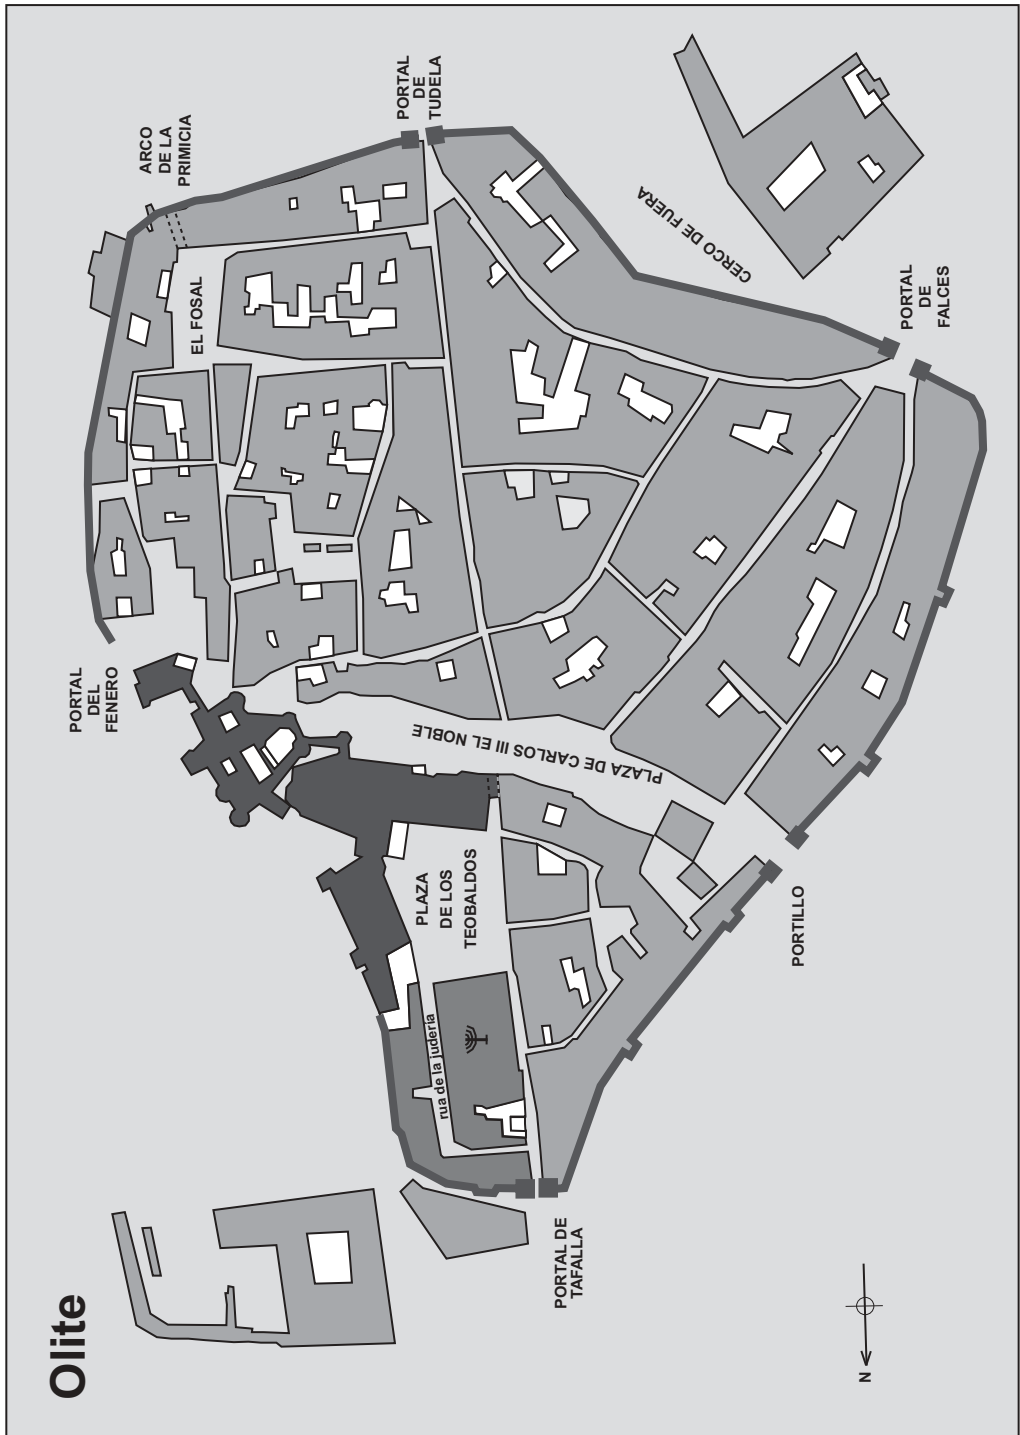 Olite
PORTAL
DEL
FENERO
ARCO
DE LA
PRIMICIA
EL FOSAL
PORTAL
DE
TUDELA
CERCO DE FUERA
PORTAL
DE
FALCES
PLAZA DE CARLOS III EL NOBLE
PLAZA
DE LOS
TEOBALDOS
rua de la judería
PORTILLO
PORTAL DE
TAFALLA
N